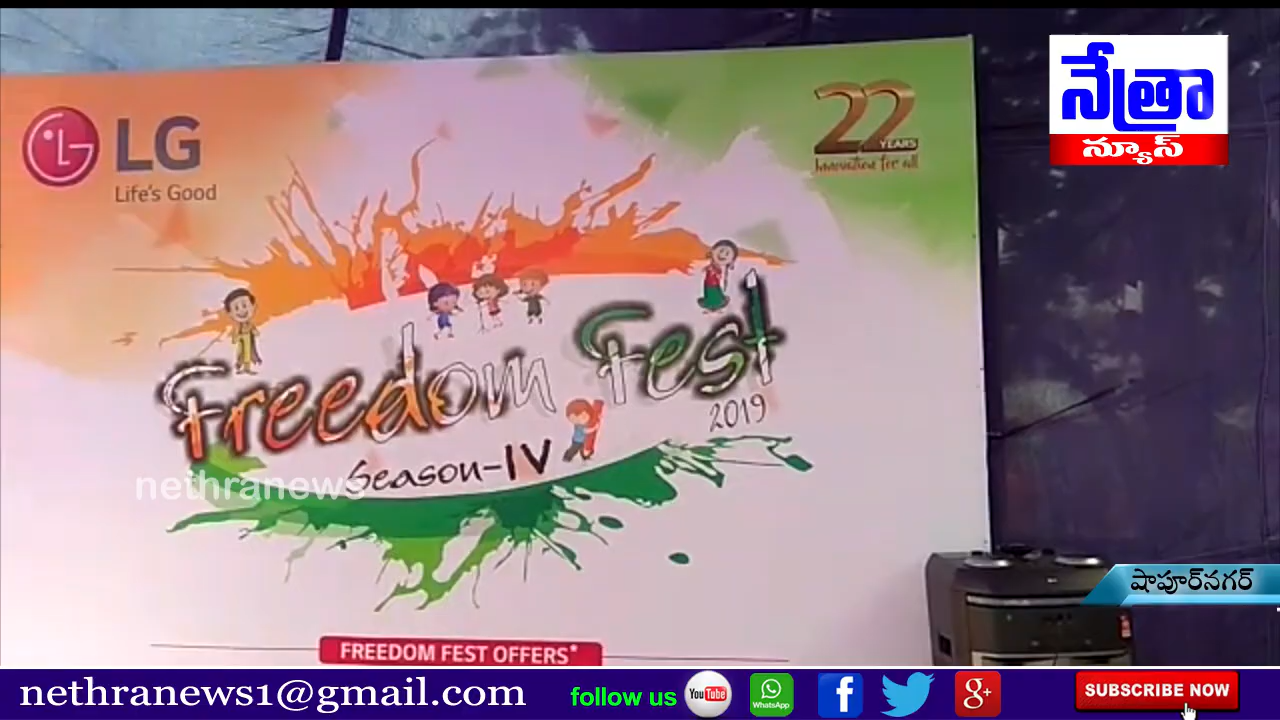 LG
Life's Good
22
YEARS
Innovation for all
నేత్రా
న్యూస్
Freedom Fest
2019
Season-IV
nethranews
షాపూర్‌నగర్
FREEDOM FEST OFFERS*
nethranews1@gmail.com
follow us
YouTube
WhatsApp
f
g+
SUBSCRIBE NOW